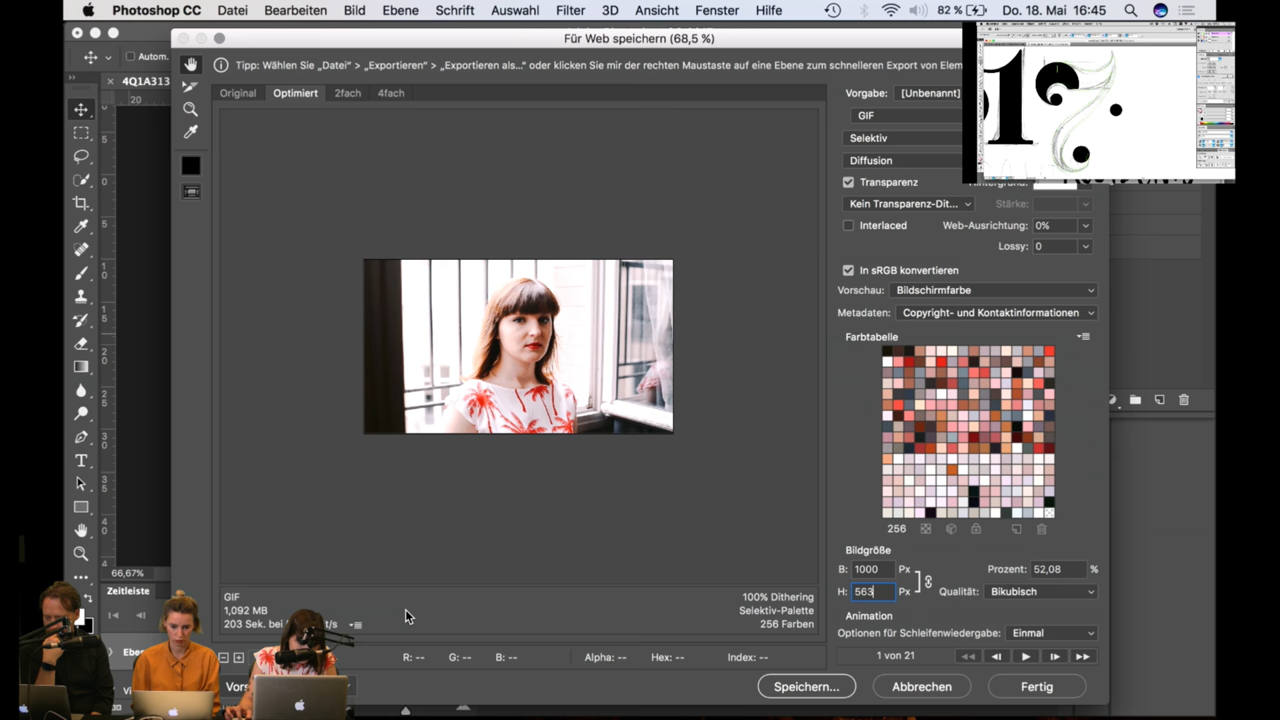 Photoshop CC Datei Bearbeiten Bild Ebene Schrift Auswahl Filter 3D Ansicht Fenster Hilfe 82 % Do. 18. Mai 16:45
Für Web speichern (68,5 %)
Autom.
Tipp: Wählen Sie „Datei" > „Exportieren" > „Exportieren als..." oder klicken Sie mir der rechten Maustaste auf eine Ebene zum schnelleren Export von Elem
4Q1A313
Original Optimiert 2fach 4fach
Vorgabe: [Unbenannt]
GIF
Selektiv
Diffusion
Transparenz Hintergrund:
Kein Transparenz-Dit... Stärke:
Interlaced Web-Ausrichtung: 0%
Lossy: 0
In sRGB konvertieren
Vorschau: Bildschirmfarbe
Metadaten: Copyright- und Kontaktinformationen
Farbtabelle
256
Bildgröße
B: 1000 Px Prozent: 52,08 %
H: 563 Px Qualität: Bikubisch
Animation
Optionen für Schleifenwiedergabe: Einmal
1 von 21
66,67%
Zeitleiste
GIF
1,092 MB
203 Sek. bei
100% Dithering
Selektiv-Palette
256 Farben
R: -- G: -- B: -- Alpha: -- Hex: -- Index: --
Speichern... Abbrechen Fertig